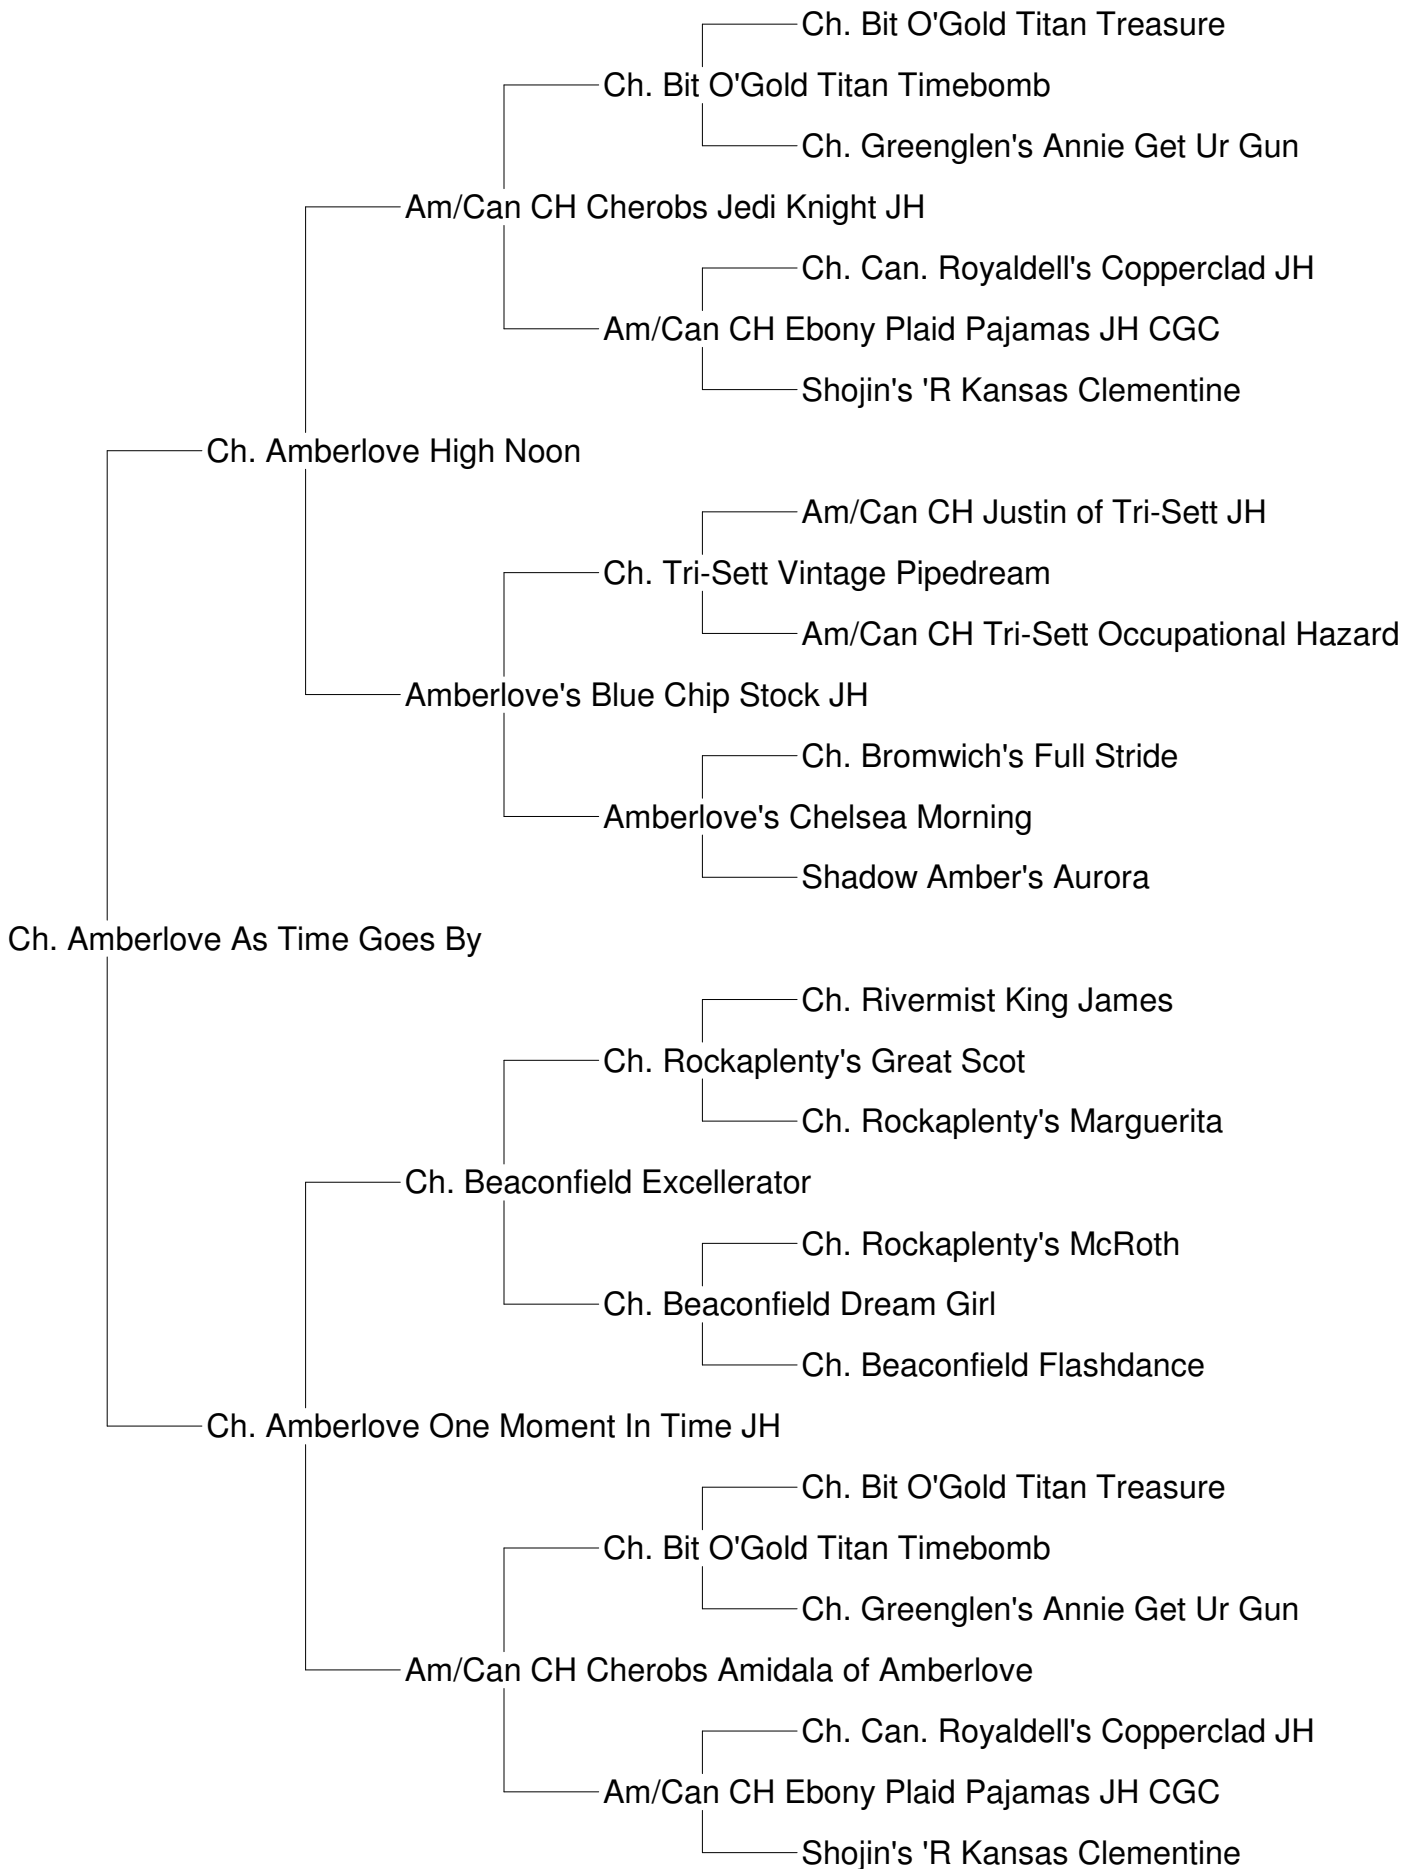 Ch. Bit O'Gold Titan Treasure
Ch. Bit O'Gold Titan Timebomb
Ch. Greenglen's Annie Get Ur Gun
Am/Can CH Cherobs Jedi Knight JH
Ch. Can. Royaldell's Copperclad JH
Am/Can CH Ebony Plaid Pajamas JH CGC
Shojin's 'R Kansas Clementine
Ch. Amberlove High Noon
Am/Can CH Justin of Tri-Sett JH
Ch. Tri-Sett Vintage Pipedream
Am/Can CH Tri-Sett Occupational Hazard
Amberlove's Blue Chip Stock JH
Ch. Bromwich's Full Stride
Amberlove's Chelsea Morning
Shadow Amber's Aurora
Ch. Amberlove As Time Goes By
Ch. Rivermist King James
Ch. Rockaplenty's Great Scot
Ch. Rockaplenty's Marguerita
Ch. Beaconfield Excellerator
Ch. Rockaplenty's McRoth
Ch. Beaconfield Dream Girl
Ch. Beaconfield Flashdance
Ch. Amberlove One Moment In Time JH
Ch. Bit O'Gold Titan Treasure
Ch. Bit O'Gold Titan Timebomb
Ch. Greenglen's Annie Get Ur Gun
Am/Can CH Cherobs Amidala of Amberlove
Ch. Can. Royaldell's Copperclad JH
Am/Can CH Ebony Plaid Pajamas JH CGC
Shojin's 'R Kansas Clementine